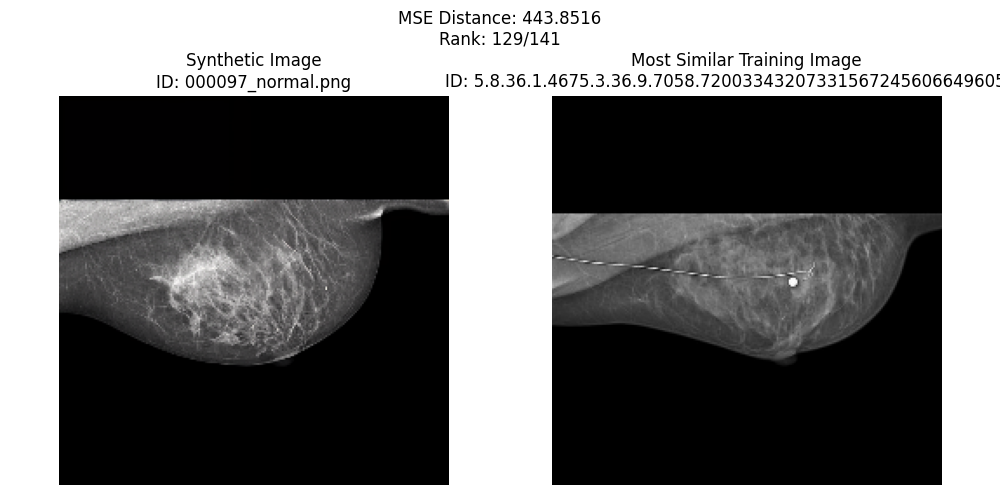 MSE Distance: 443.8516
Rank: 129/141
Synthetic Image
ID: 000097_normal.png
Most Similar Training Image
ID: 5.8.36.1.4675.3.36.9.7058.72003343207331567245606649605